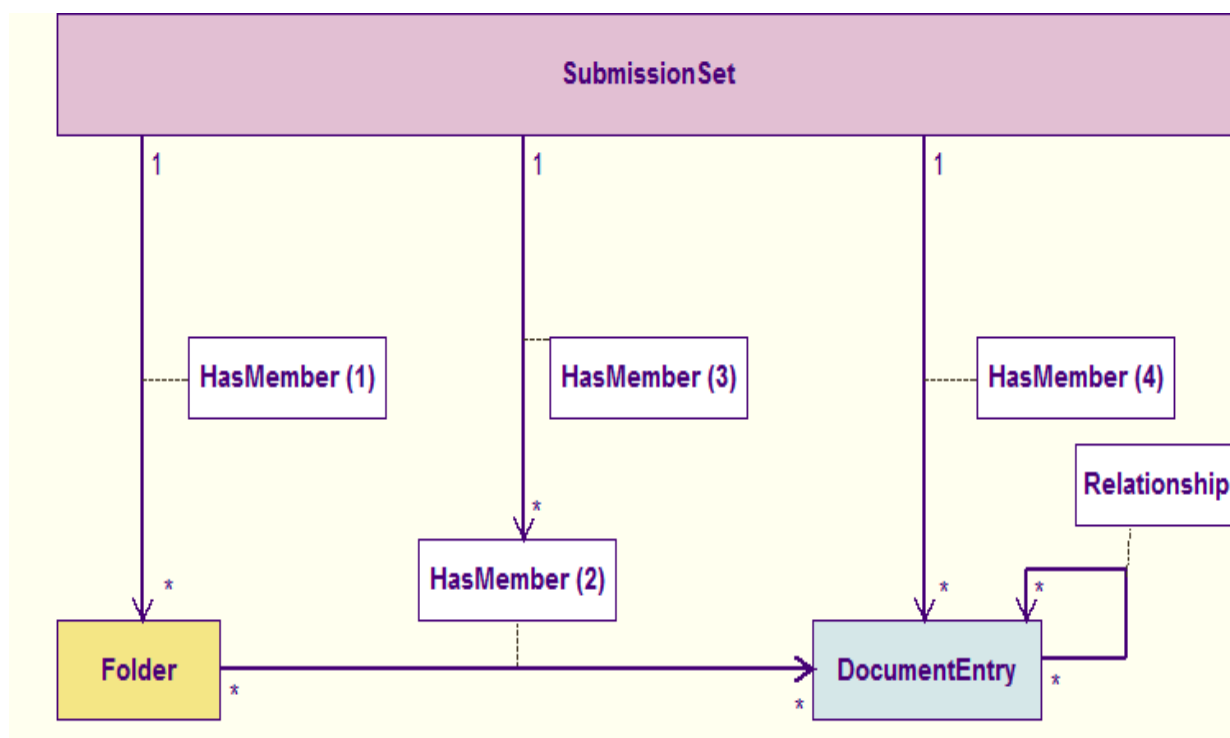 SubmissionSet
1
1
1
HasMember (1)
HasMember (3)
HasMember (4)
Relationship
*
HasMember (2)
*
*
*
Folder
DocumentEntry
*
*
*